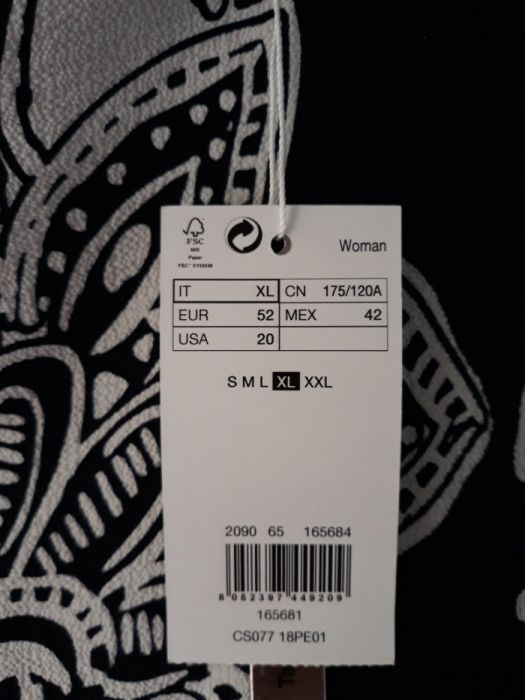 FSC
MIX
Paper
Woman
IT XL CN 175/120A
EUR 52 MEX 42
USA 20
S M L XL XXL
2090 65 165684
8 052397 449209
165681
CS077 18PE01